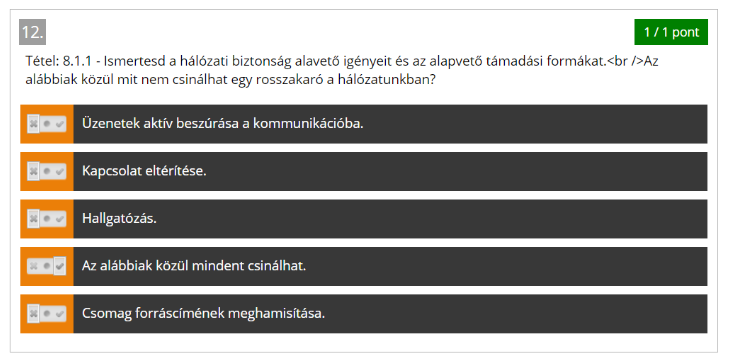 12.
1 / 1 pont
Tétel: 8.1.1 - Ismertesd a hálózati biztonság alavető igényeit és az alapvető támadási formákat.<br />Az
alábbiak közül mit nem csinálhat egy rosszakaró a hálózatunkban?
Üzenetek aktív beszúrása a kommunikációba.
Kapcsolat eltérítése.
Hallgatózás.
Az alábbiak közül mindent csinálhat.
Csomag forráscímének meghamisítása.